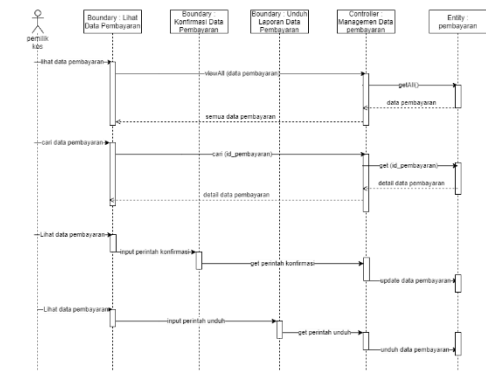 pemilik
kos
Boundary : Lihat
Data Pembayaran
Boundary :
Konfirmasi Data
Pembayaran
Boundary : Unduh
Laporan Data
Pembayaran
Controller :
Managemen Data
pembayaran
Entity :
pembayaran
lihat data pembayaran
viewAll (data pembayaran)
getAll()
data pembayaran
semua data pembayaran
cari data pembayaran
cari (id_pembayaran)
get (id_pembayaran)
detail data pembayaran
detail data pembayaran
Lihat data pembayaran
input perintah konfirmasi
get perintah konfirmasi
update data pembayaran
Lihat data pembayaran
input perintah unduh
get perintah unduh
unduh data pembayaran